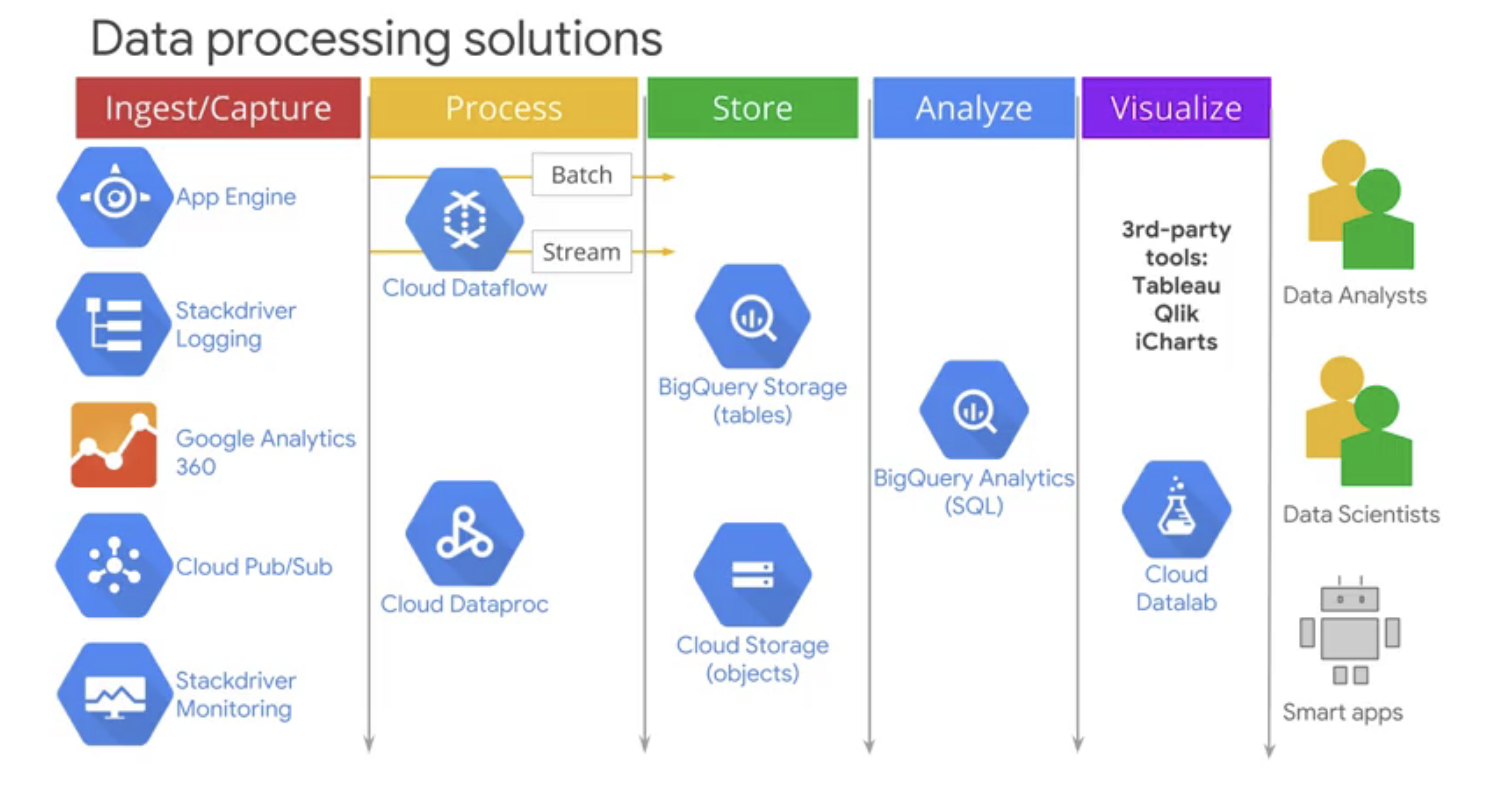 Data processing solutions
Ingest/Capture
Process
Store
Analyze
Visualize
App Engine
Stackdriver
Logging
Google Analytics
360
Cloud Pub/Sub
Stackdriver
Monitoring
Batch
Stream
Cloud Dataflow
Cloud Dataproc
BigQuery Storage
(tables)
Cloud Storage
(objects)
BigQuery Analytics
(SQL)
3rd-party
tools:
Tableau
Qlik
iCharts
Cloud
Datalab
Data Analysts
Data Scientists
Smart apps